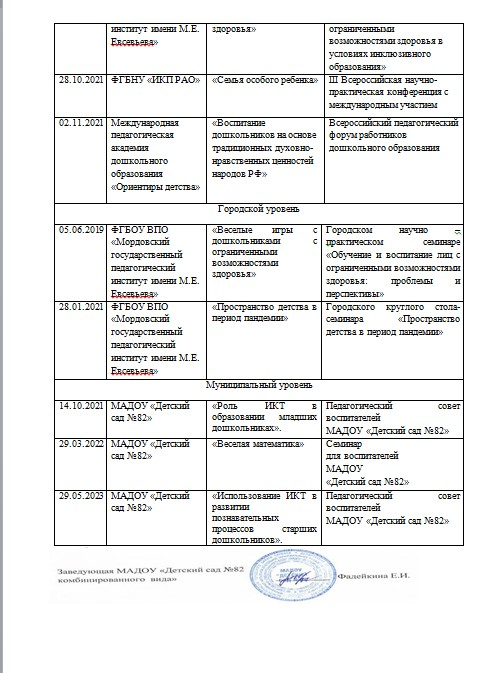 институт имени М.Е.
Евсевьева»
здоровья»
ограниченными
возможностями здоровья в
условиях инклюзивного
образования»
28.10.2021
ФГБНУ «ИКП РАО»
«Семья особого ребенка»
III Всероссийская научно-
практическая конференция с
международным участием
02.11.2021
Международная
педагогическая
академия
дошкольного
образования
«Ориентиры детства»
«Воспитание
дошкольников на основе
традиционных духовно-
нравственных ценностей
народов РФ»
Всероссийский педагогический
форум работников
дошкольного образования
Городской уровень
05.06.2019
ФГБОУ ВПО
«Мордовский
государственный
педагогический
институт имени М.Е.
Евсевьева»
«Веселые игры с
дошкольниками с
ограниченными
возможностями
здоровья»
Городском научно -
практическом семинаре
«Обучение и воспитание лиц с
ограниченными возможностями
здоровья: проблемы и
перспективы»
28.01.2021
ФГБОУ ВПО
«Мордовский
государственный
педагогический
институт имени М.Е.
Евсевьева»
«Пространство детства в
период пандемии»
Городского круглого стола-
семинара «Пространство
детства в период пандемии»
Муниципальный уровень
14.10.2021
МАДОУ «Детский
сад №82»
«Роль ИКТ в
образовании младших
дошкольниках».
Педагогический совет
воспитателей
МАДОУ «Детский сад №82»
29.03.2022
МАДОУ «Детский
сад №82»
«Веселая математика»
Семинар
для воспитателей
МАДОУ
«Детский сад №82»
29.05.2023
МАДОУ «Детский
сад №82»
«Использование ИКТ в
развитии
познавательных
процессов старших
дошкольников».
Педагогический совет
воспитателей
МАДОУ «Детский сад №82»
Заведующая МАДОУ «Детский сад №82
комбинированного вида»
Фадейкина Е.И.